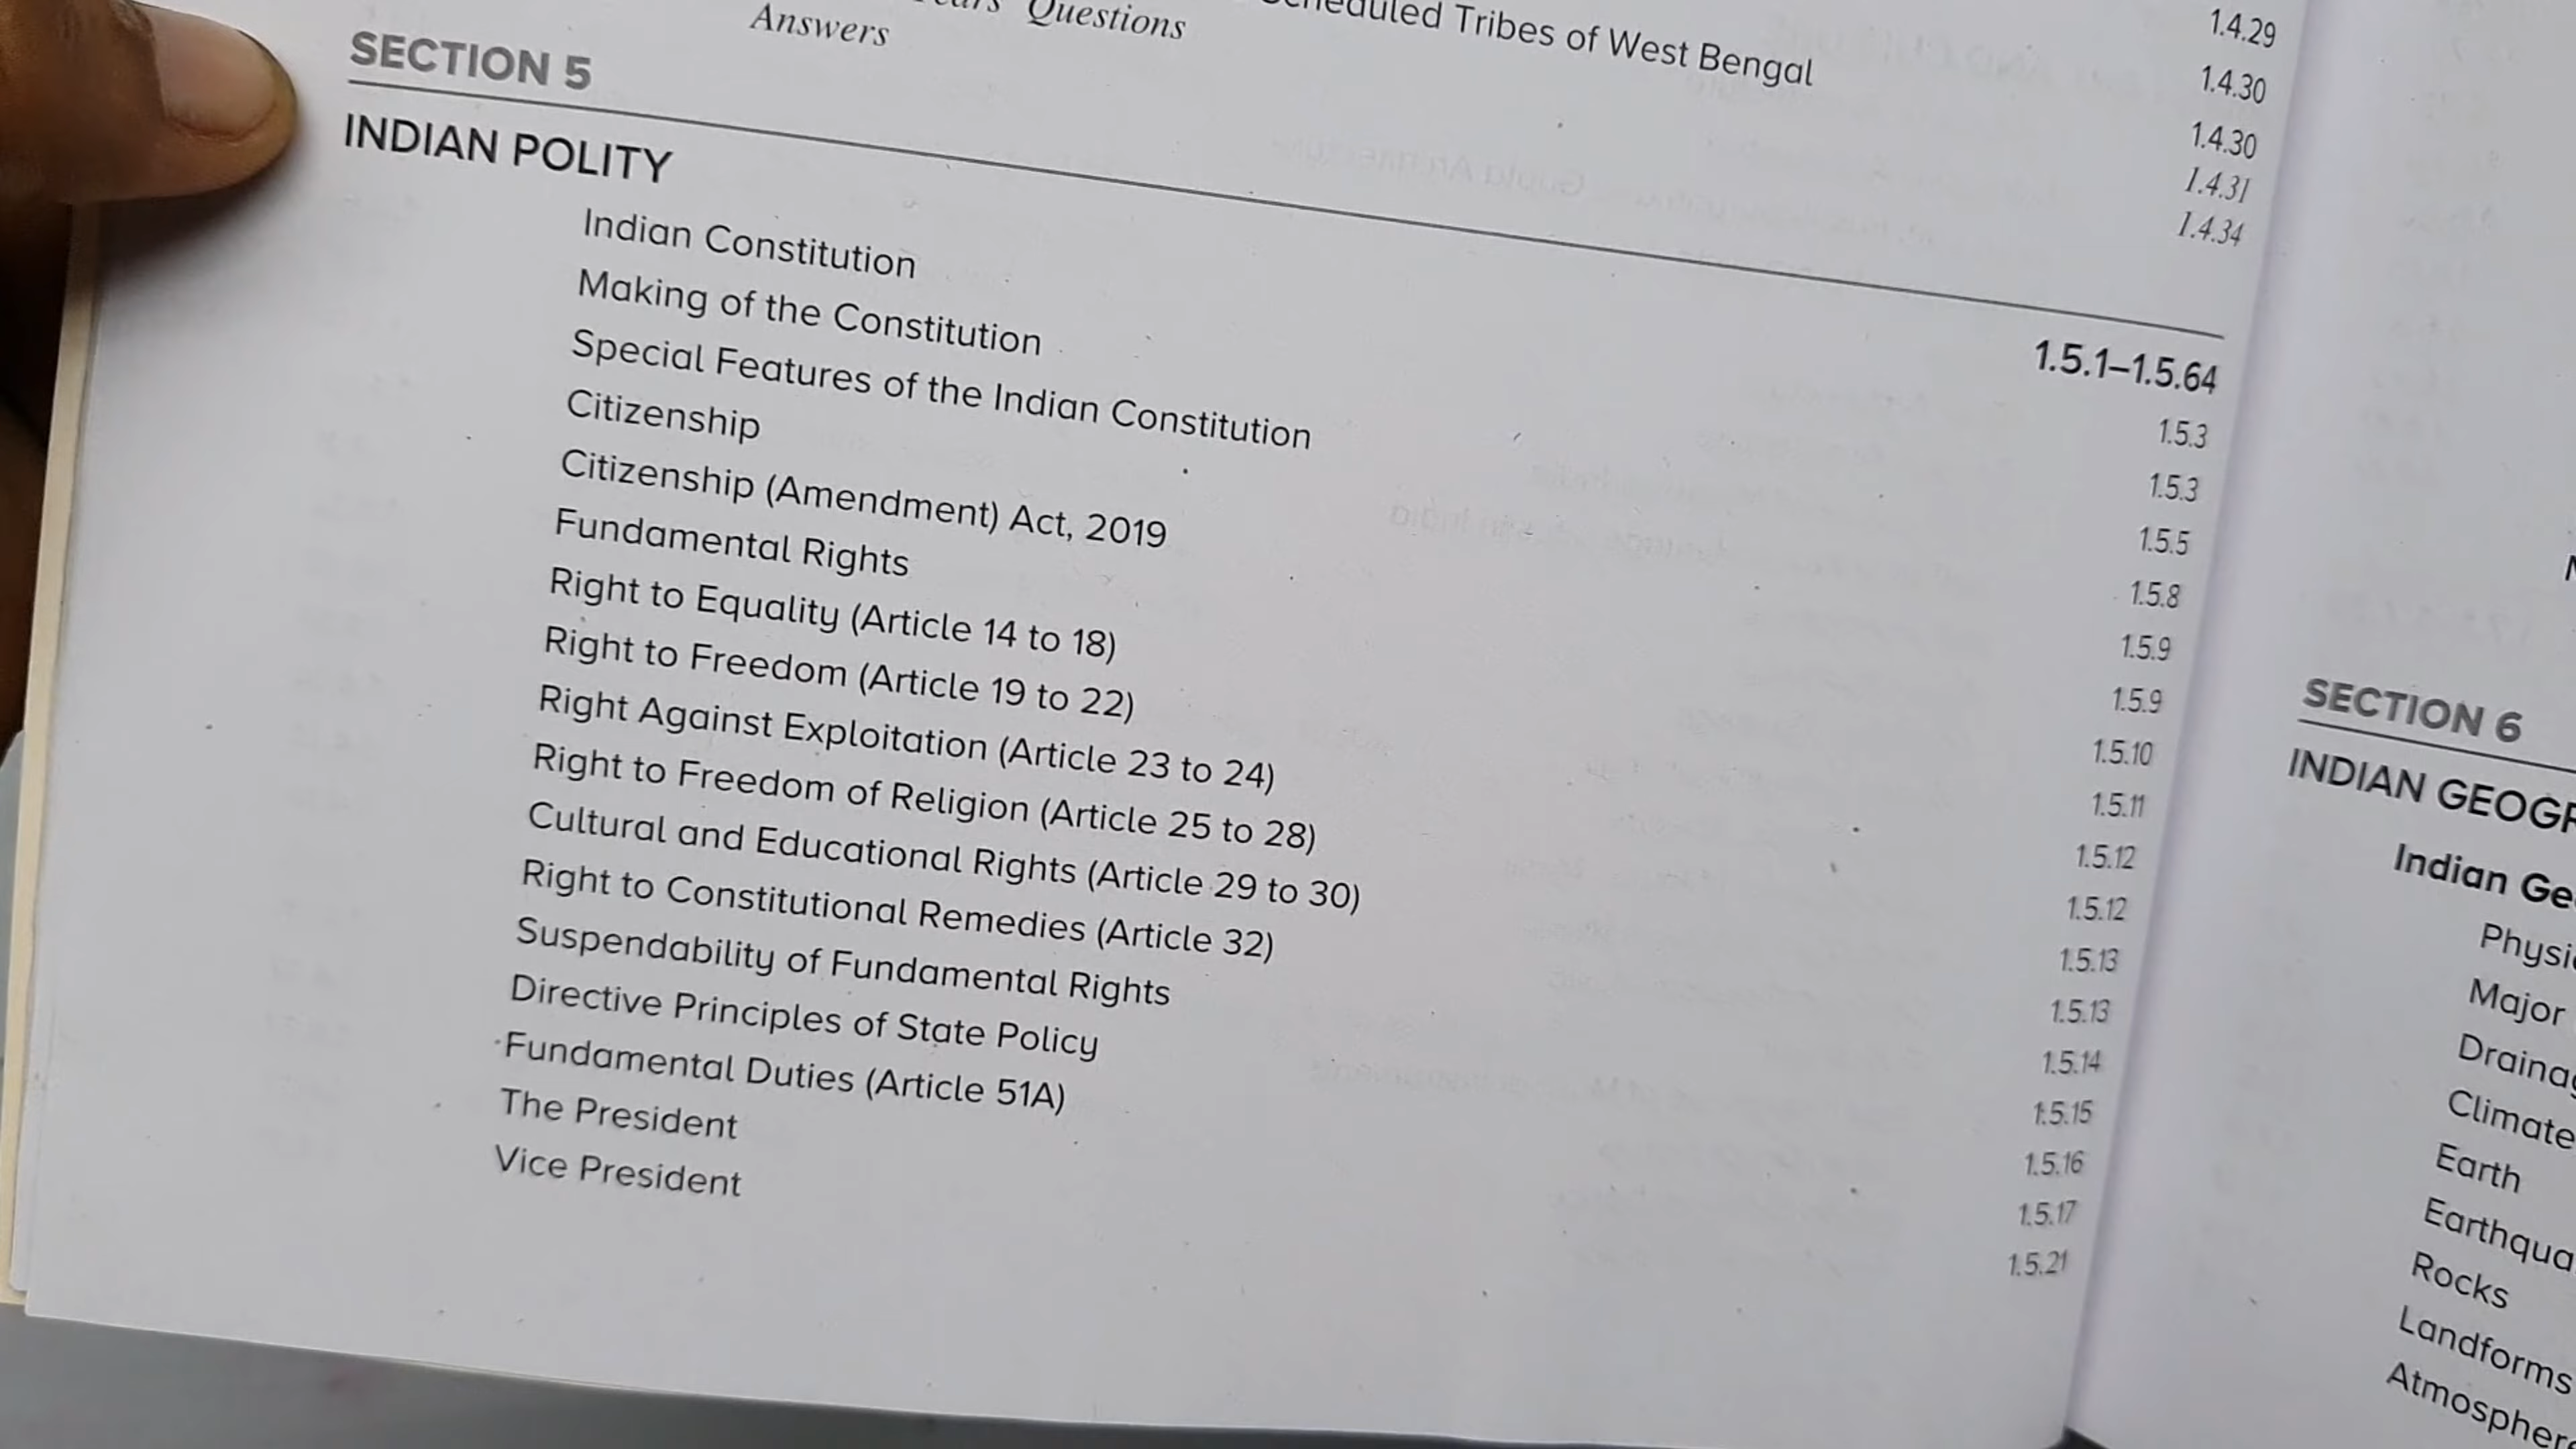 Scheduled Tribes of West Bengal 1.4.29
Questions 1.4.30
Answers 1.4.30
1.4.31
1.4.34
SECTION 5
INDIAN POLITY 1.5.1–1.5.64
Indian Constitution 1.5.3
Making of the Constitution 1.5.3
Special Features of the Indian Constitution 1.5.5
Citizenship 1.5.8
Citizenship (Amendment) Act, 2019 1.5.9
Fundamental Rights 1.5.9
Right to Equality (Article 14 to 18) 1.5.10
Right to Freedom (Article 19 to 22) 1.5.11
Right Against Exploitation (Article 23 to 24) 1.5.12
Right to Freedom of Religion (Article 25 to 28) 1.5.12
Cultural and Educational Rights (Article 29 to 30) 1.5.13
Right to Constitutional Remedies (Article 32) 1.5.13
Suspendability of Fundamental Rights 1.5.14
Directive Principles of State Policy 1.5.15
Fundamental Duties (Article 51A) 1.5.16
The President 1.5.17
Vice President 1.5.21
SECTION 6
INDIAN
Indian
Major
Climate
Earth
Rocks
Landforms